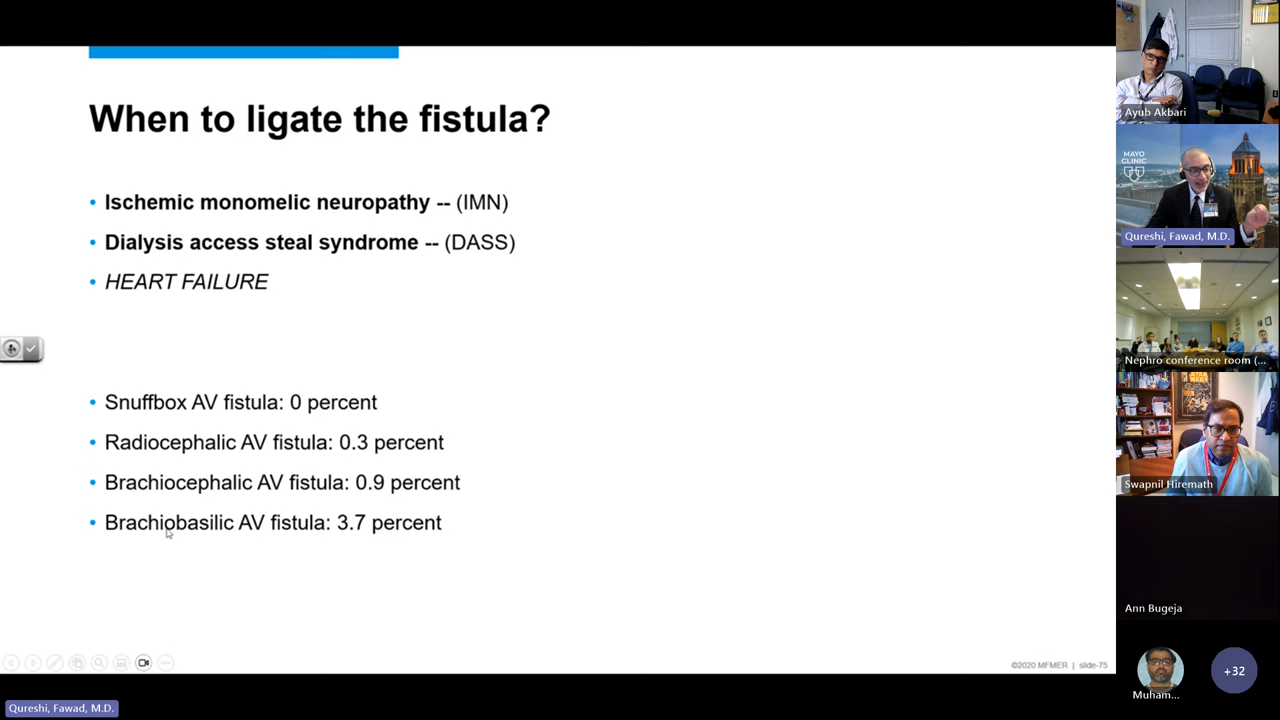 When to ligate the fistula?
• Ischemic monomelic neuropathy -- (IMN)
• Dialysis access steal syndrome -- (DASS)
• HEART FAILURE
• Snuffbox AV fistula: 0 percent
• Radiocephalic AV fistula: 0.3 percent
• Brachiocephalic AV fistula: 0.9 percent
• Brachiobasilic AV fistula: 3.7 percent
©2020 MFMER | slide-75
Qureshi, Fawad, M.D.
Ayub Akbari
MAYO
CLINIC
Qureshi, Fawad, M.D.
Nephro conference room (...
STAR
WARS
Swapnil Hiremath
Ann Bugeja
Muham...
+32